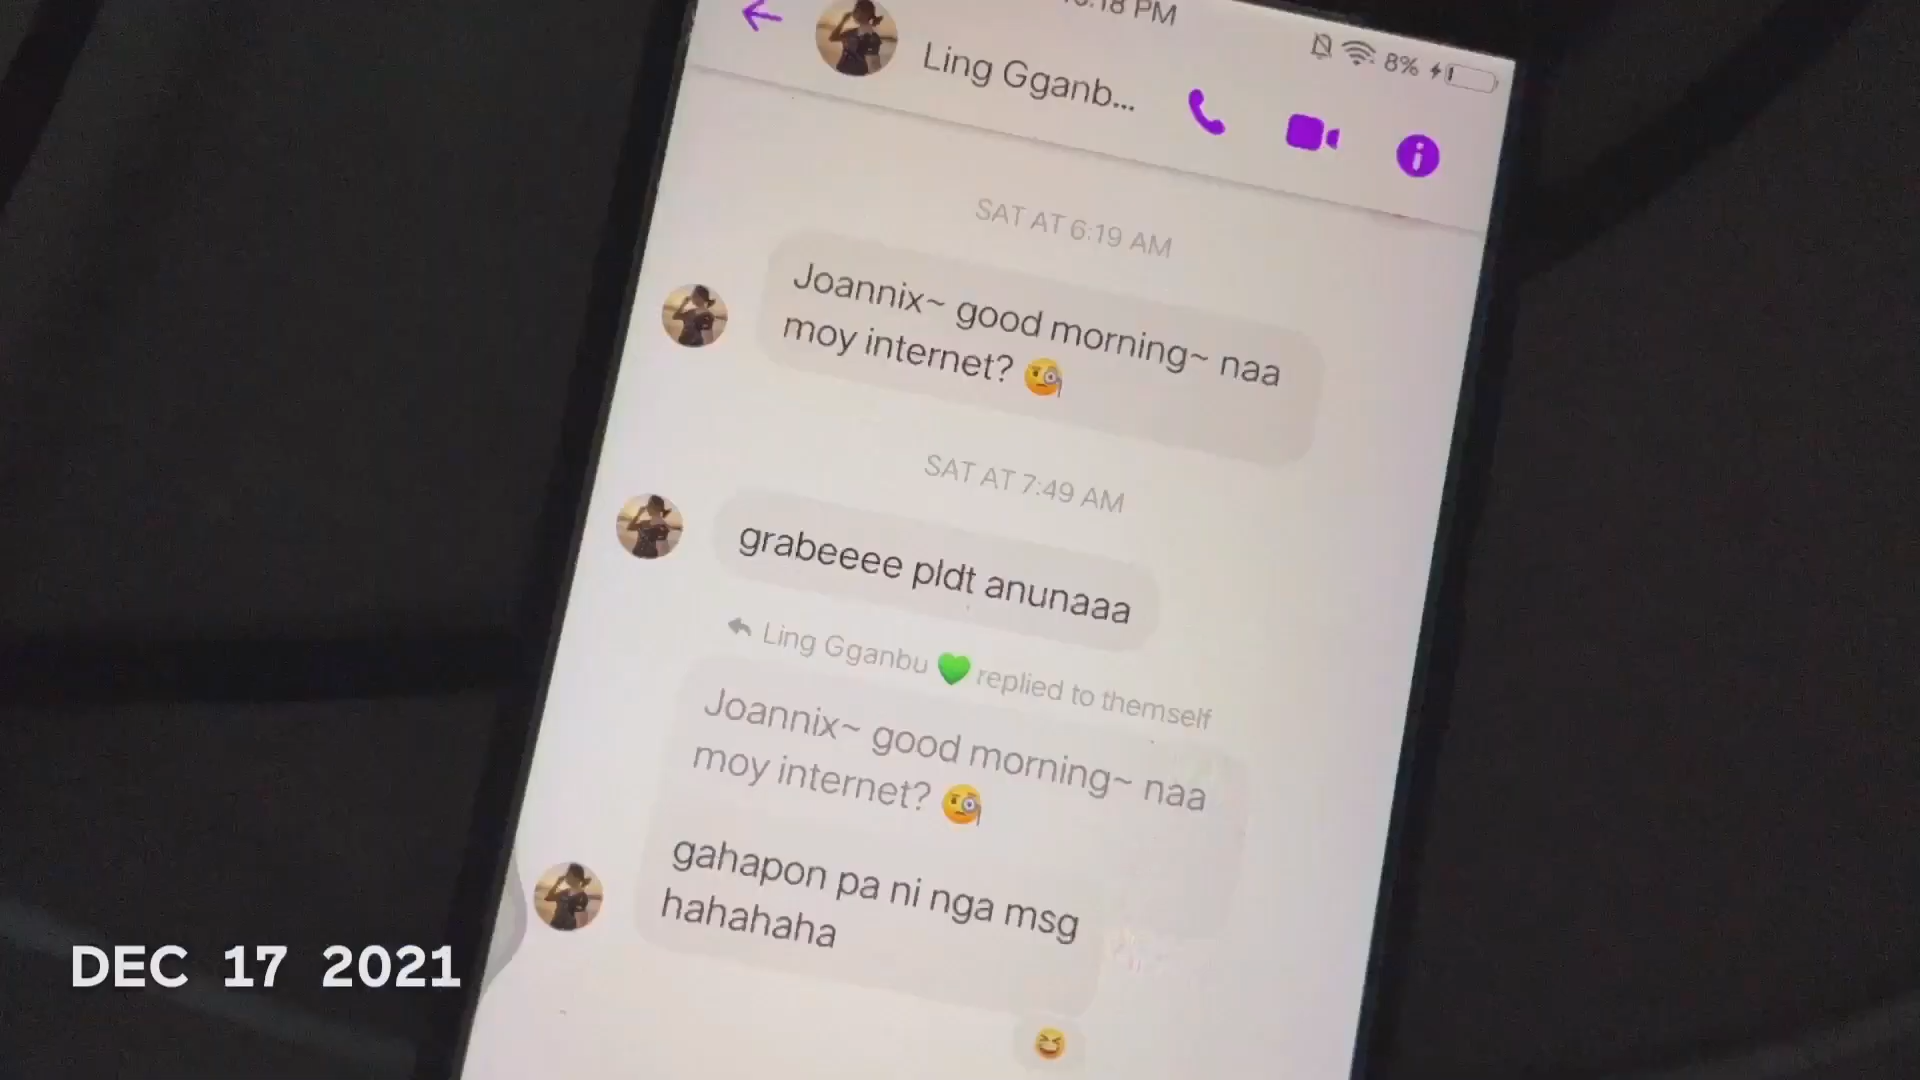 :18 PM
8%
Ling Gganb...
SAT AT 6:19 AM
Joannix~ good morning~ naa
moy internet? 🧐
SAT AT 7:49 AM
grabeeee pldt anunaaa
Ling Gganbu 💚 replied to themself
Joannix~ good morning~ naa
moy internet? 🧐
gahapon pa ni nga msg
hahahaha
😆
DEC 17 2021